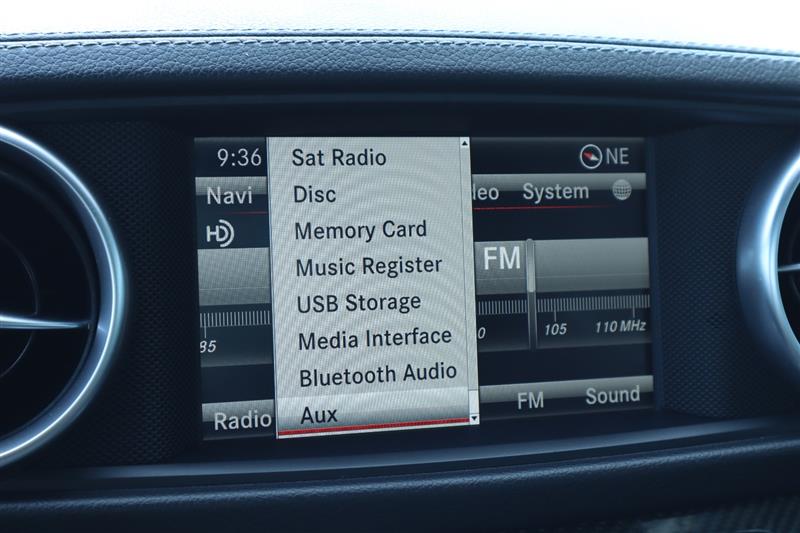 9:36
NE
Navi
deo
System
HD
FM
85
0
105
110 MHz
Sat Radio
Disc
Memory Card
Music Register
USB Storage
Media Interface
Bluetooth Audio
Aux
Radio
FM
Sound